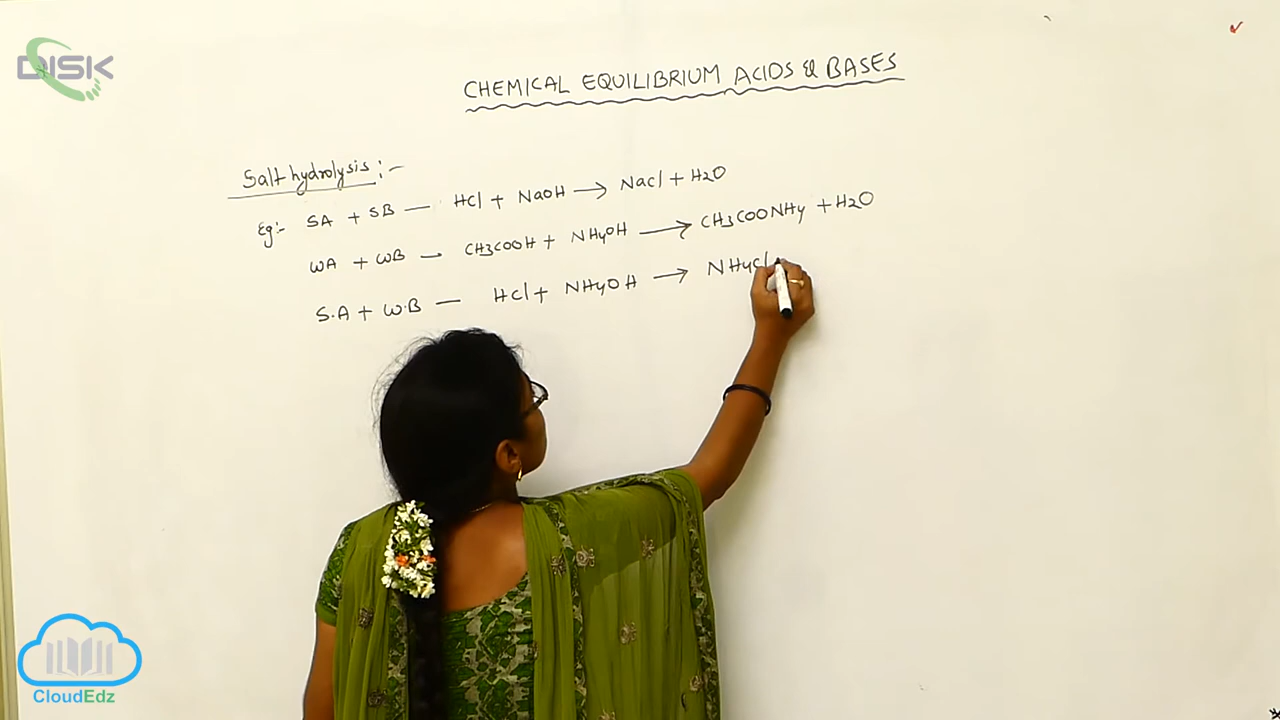 DISK
CHEMICAL EQUILIBRIUM ACIDS & BASES
Salt hydrolysis :-
Eg:- SA + SB — HCl + NaOH → NaCl + H2O
WA + WB — CH3COOH + NH4OH → CH3COONH4 + H2O
S.A + W.B — HCl + NH4OH → NH4Cl
CloudEdz